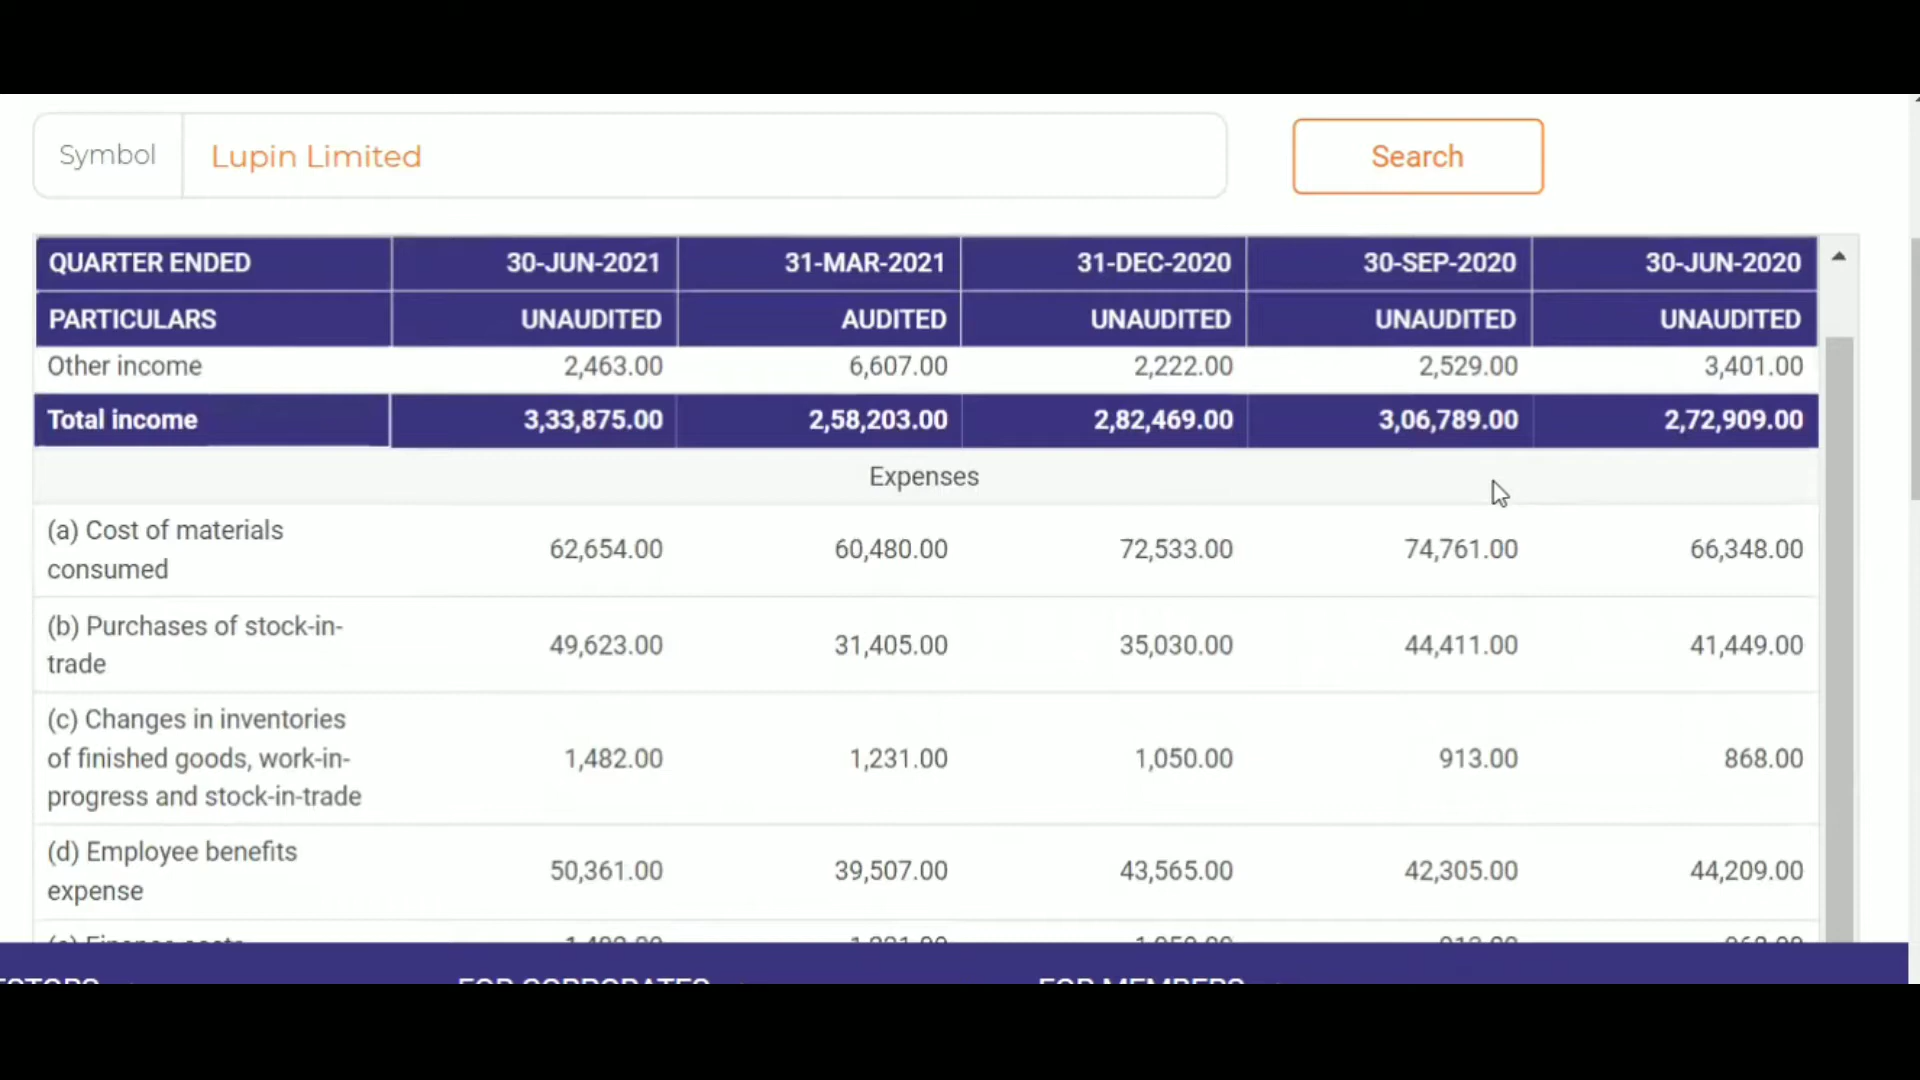 Symbol Lupin Limited Search
QUARTER ENDED 30-JUN-2021 31-MAR-2021 31-DEC-2020 30-SEP-2020 30-JUN-2020
PARTICULARS UNAUDITED AUDITED UNAUDITED UNAUDITED UNAUDITED
Other income 2,463.00 6,607.00 2,222.00 2,529.00 3,401.00
Total income 3,33,875.00 2,58,203.00 2,82,469.00 3,06,789.00 2,72,909.00
Expenses
(a) Cost of materials
consumed 62,654.00 60,480.00 72,533.00 74,761.00 66,348.00
(b) Purchases of stock-in-
trade 49,623.00 31,405.00 35,030.00 44,411.00 41,449.00
(c) Changes in inventories
of finished goods, work-in- 1,482.00 1,231.00 1,050.00 913.00 868.00
progress and stock-in-trade
(d) Employee benefits
expense 50,361.00 39,507.00 43,565.00 42,305.00 44,209.00
FOR CORPORATES FOR MEMBERS